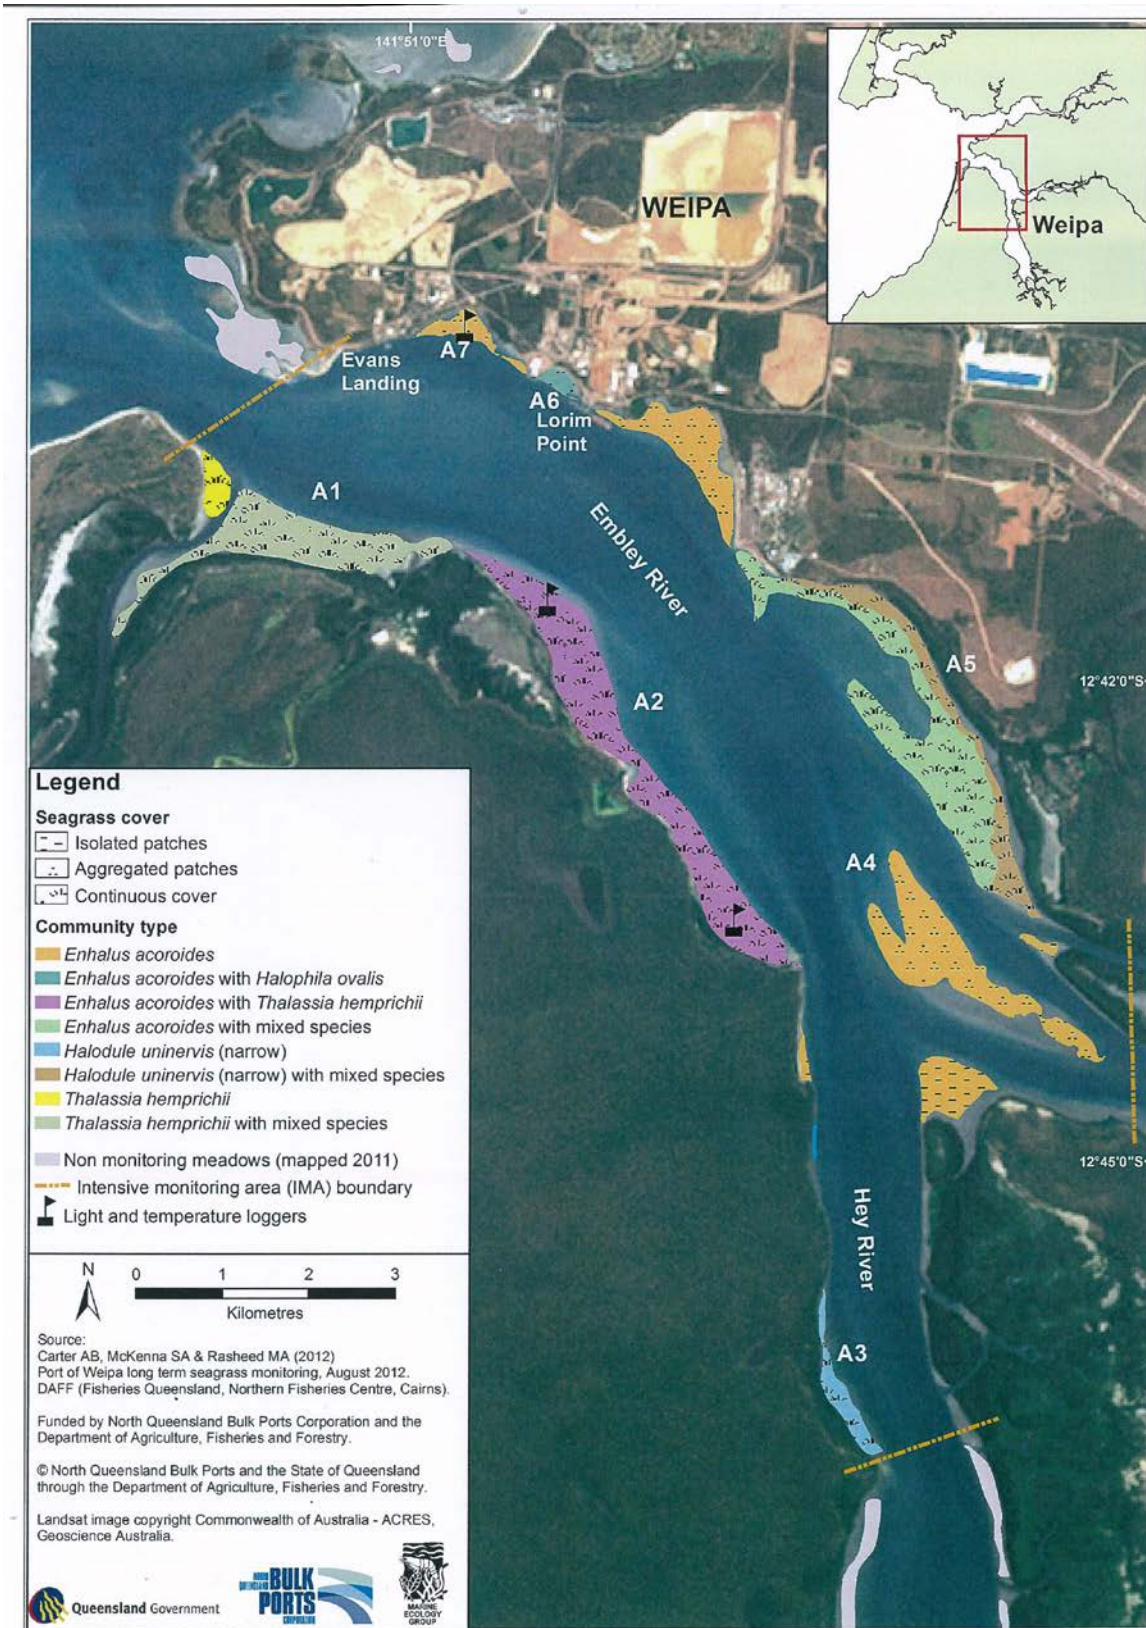 141°51'0"E
WEIPA
Weipa
Evans
Landing
A7
A6
Lorim
Point
A1
Embley River
A2
A5
12°42'0"S
A4
12°45'0"S
Hey River
A3
Legend
Seagrass cover
Isolated patches
Aggregated patches
Continuous cover
Community type
Enhalus acoroides
Enhalus acoroides with Halophila ovalis
Enhalus acoroides with Thalassia hemprichii
Enhalus acoroides with mixed species
Halodule uninervis (narrow)
Halodule uninervis (narrow) with mixed species
Thalassia hemprichii
Thalassia hemprichii with mixed species
Non monitoring meadows (mapped 2011)
Intensive monitoring area (IMA) boundary
Light and temperature loggers
N
0 1 2 3
Kilometres
Source:
Carter AB, McKenna SA & Rasheed MA (2012)
Port of Weipa long term seagrass monitoring, August 2012.
DAFF (Fisheries Queensland, Northern Fisheries Centre, Cairns).
Funded by North Queensland Bulk Ports Corporation and the
Department of Agriculture, Fisheries and Forestry.
© North Queensland Bulk Ports and the State of Queensland
through the Department of Agriculture, Fisheries and Forestry.
Landsat image copyright Commonwealth of Australia - ACRES,
Geoscience Australia.
Queensland Government
NORTH
QUEENSLAND
BULK
PORTS
CORPORATION
MARINE
ECOLOGY
GROUP